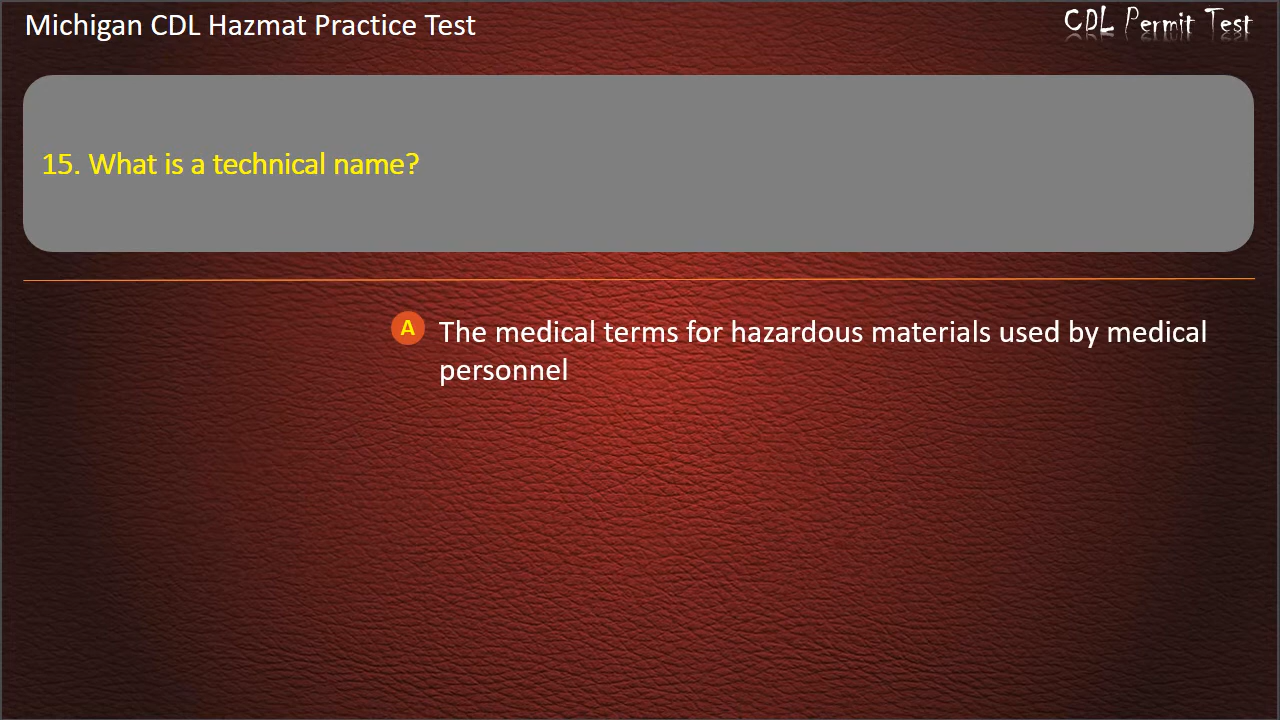 Michigan CDL Hazmat Practice Test
CDL Permit Test
15. What is a technical name?
A The medical terms for hazardous materials used by medical
personnel